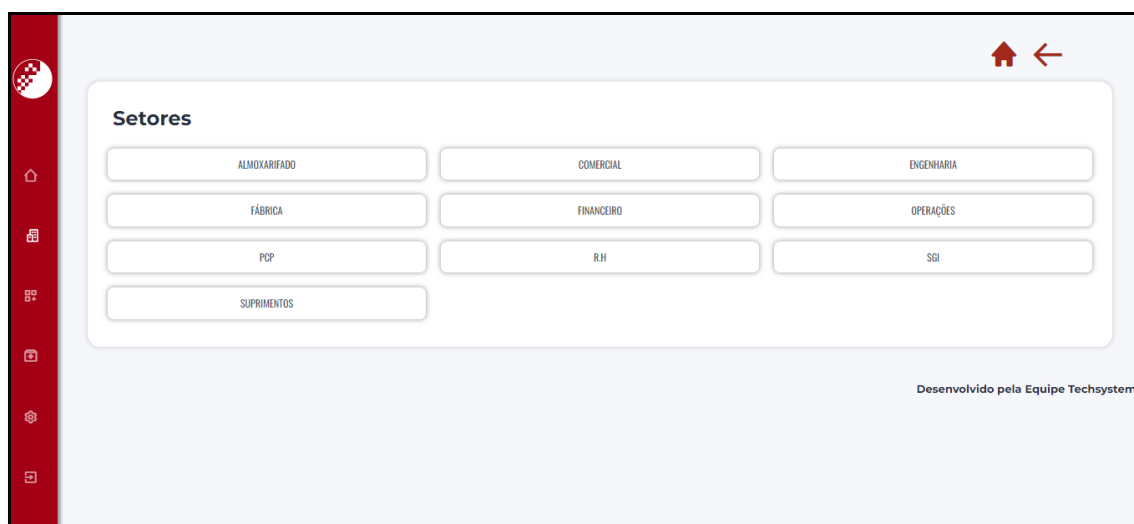 Setores
ALMOXARIFADO
COMERCIAL
ENGENHARIA
FÁBRICA
FINANCEIRO
OPERAÇÕES
PCP
R.H
SGI
SUPRIMENTOS
Desenvolvido pela Equipe Techsystem